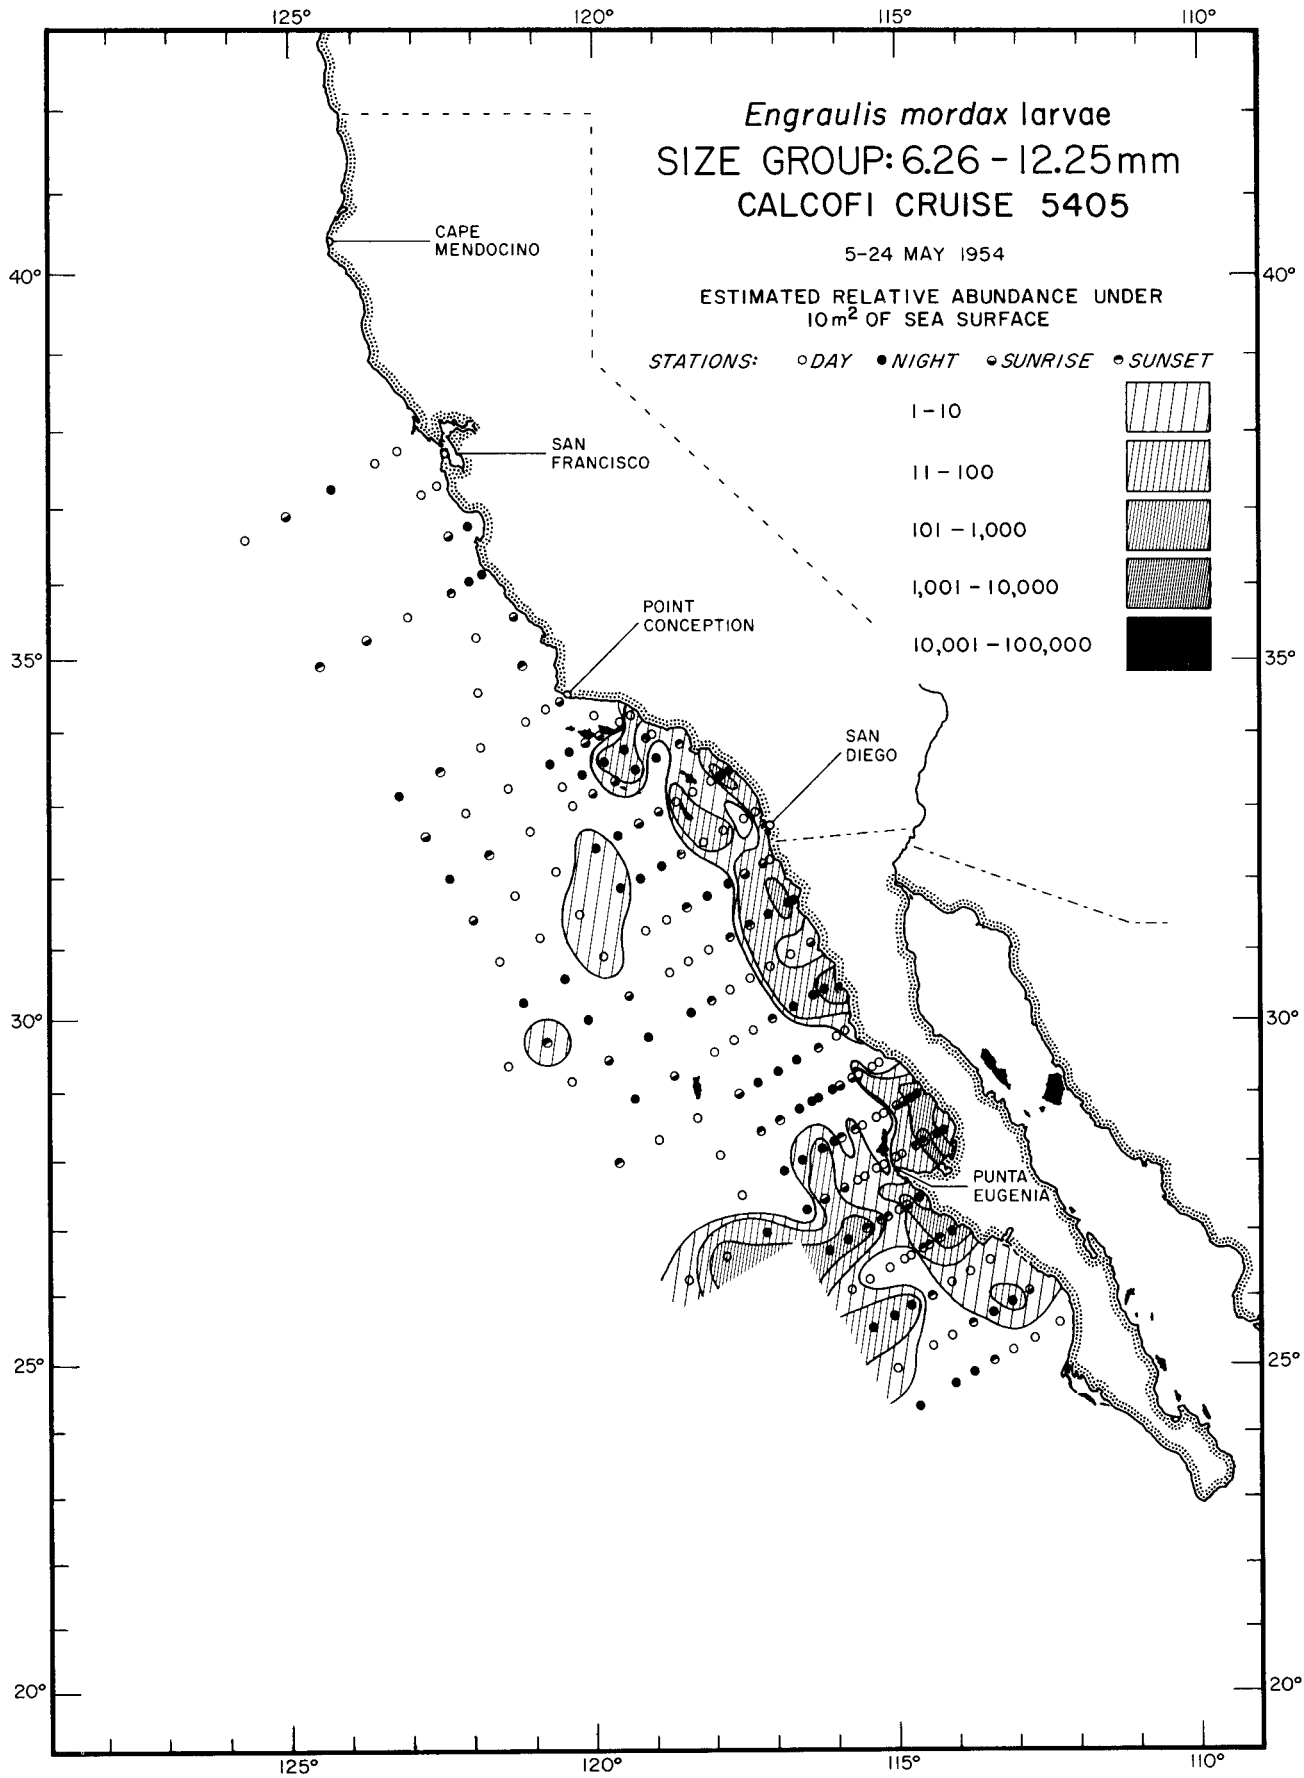 125° 120° 115° 110°
Engraulis mordax larvae
SIZE GROUP: 6.26 - 12.25mm
CALCOFI CRUISE 5405
5-24 MAY 1954
ESTIMATED RELATIVE ABUNDANCE UNDER
10m² OF SEA SURFACE
STATIONS: DAY NIGHT SUNRISE SUNSET
1-10
11-100
101-1,000
1,001-10,000
10,001-100,000
CAPE
MENDOCINO
40° 40°
SAN
FRANCISCO
POINT
CONCEPTION
35° 35°
SAN
DIEGO
30° 30°
PUNTA
EUGENIA
25° 25°
20° 20°
125° 120° 115° 110°